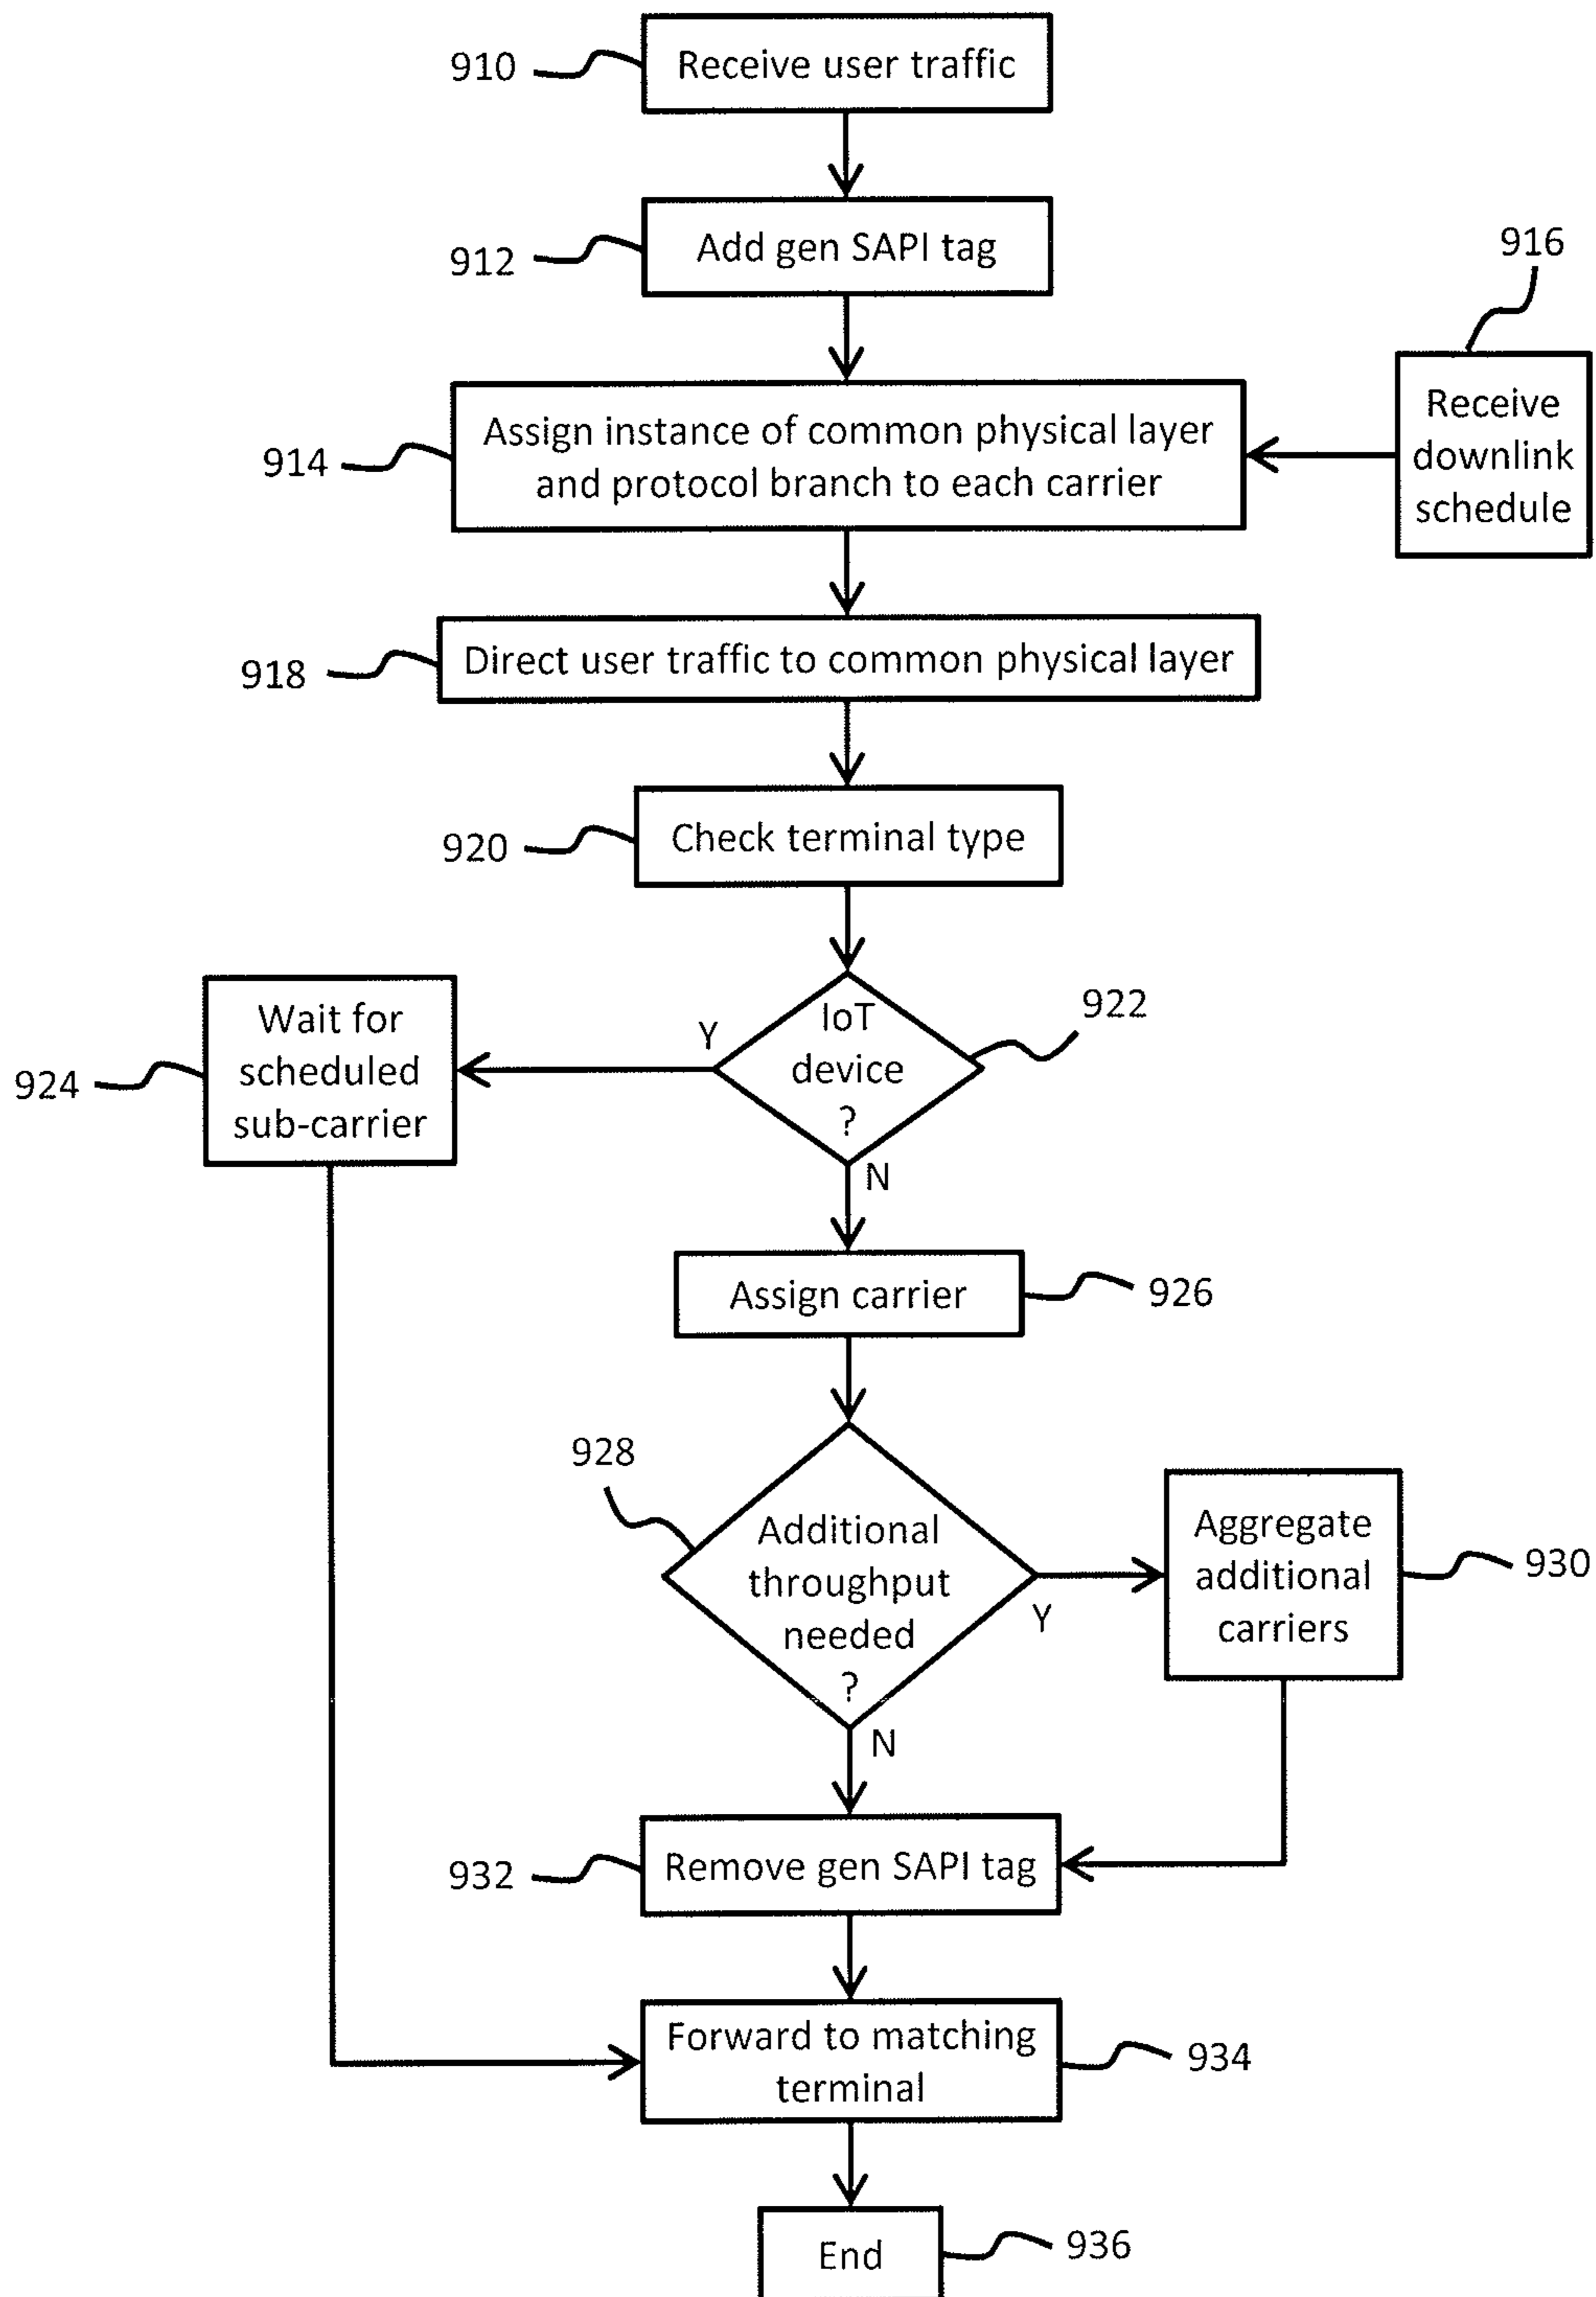 910
Receive user traffic
912
Add gen SAPI tag
916
Receive
downlink
schedule
914
Assign instance of common physical layer
and protocol branch to each carrier
918
Direct user traffic to common physical layer
920
Check terminal type
922
IoT
device
?
Y
N
924
Wait for
scheduled
sub-carrier
Assign carrier
926
928
Additional
throughput
needed
?
Y
N
Aggregate
additional
carriers
930
932
Remove gen SAPI tag
Forward to matching
terminal
934
End
936